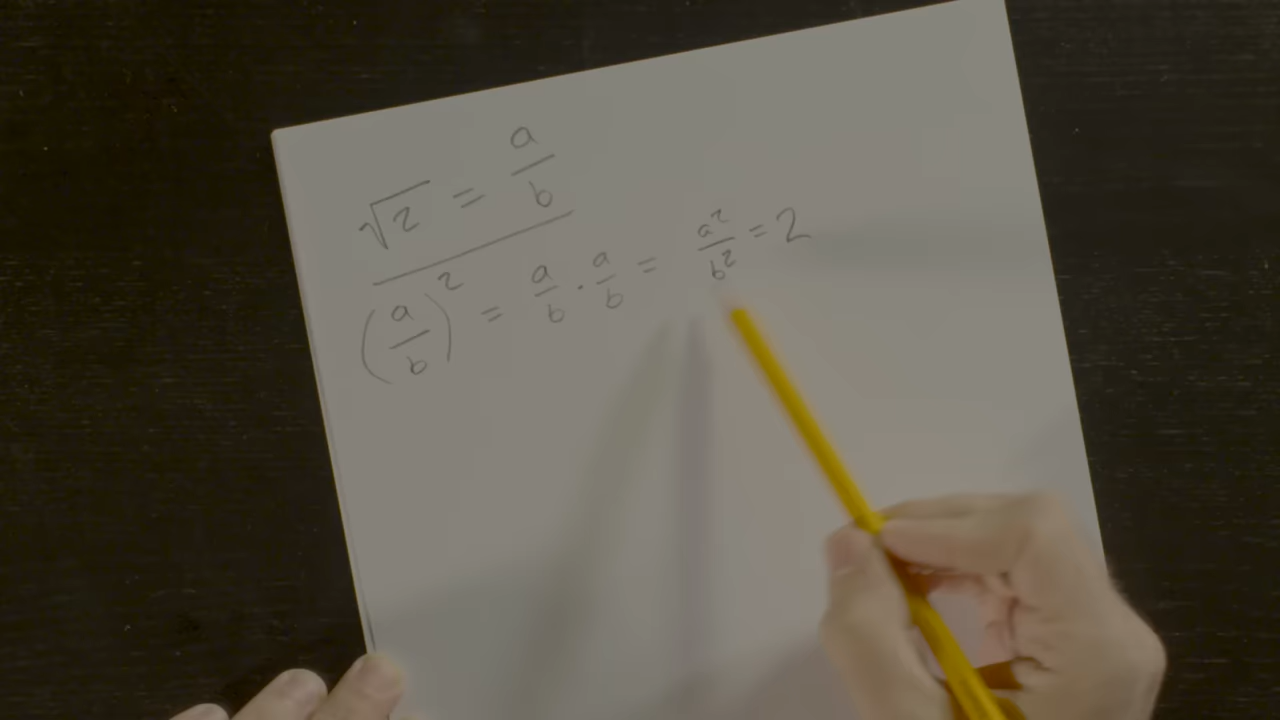 √2 = a/b
(a/b)² = a/b · a/b = a²/b² = 2